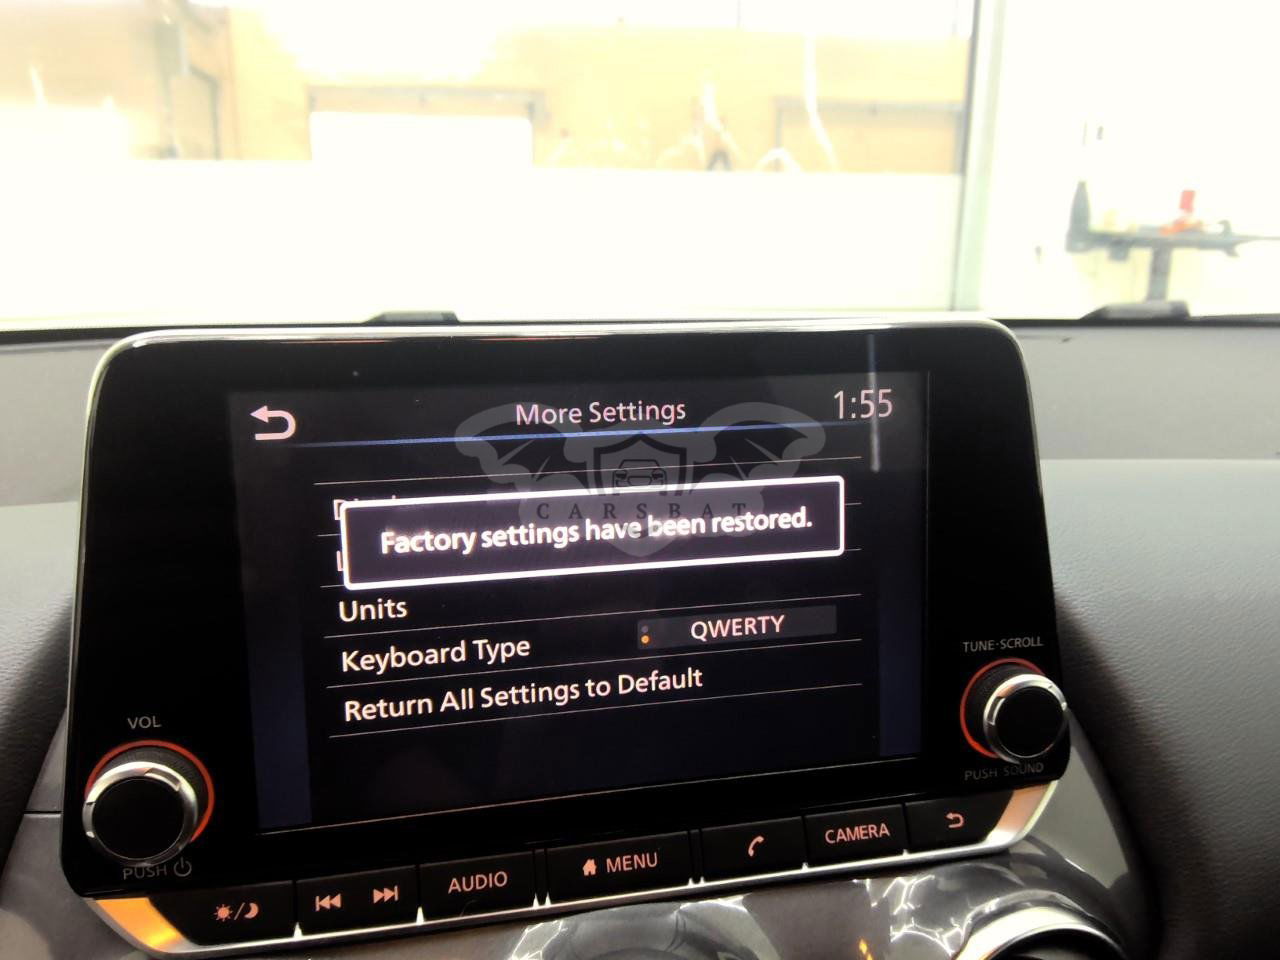 More Settings
1:55
CARSBAT
Factory settings have been restored.
Units
Keyboard Type
QWERTY
Return All Settings to Default
VOL
PUSH
TUNE·SCROLL
PUSH SOUND
AUDIO
MENU
CAMERA